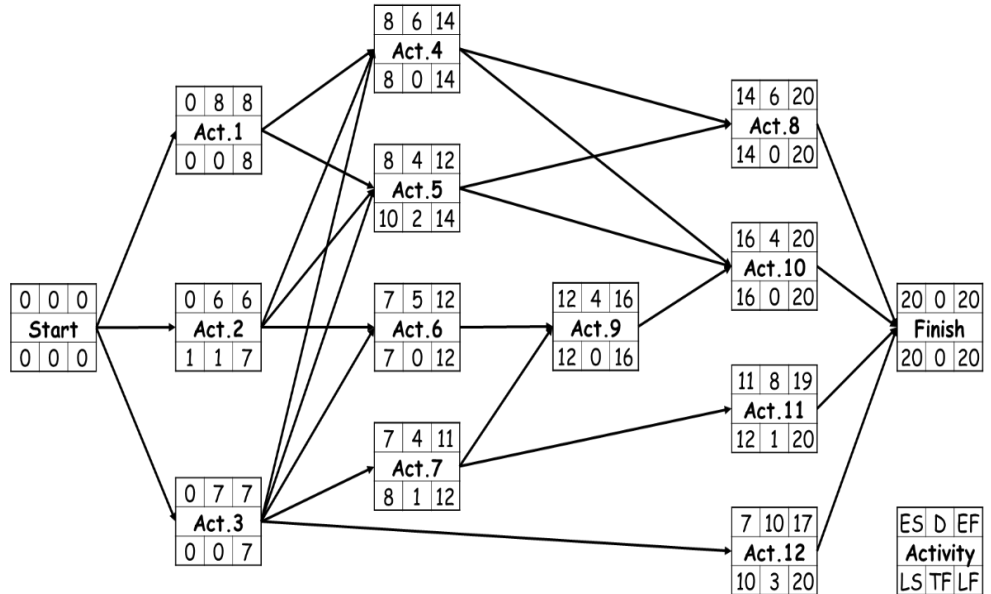 8 6 14
Act.4
8 0 14
0 8 8
Act.1
0 0 8
14 6 20
Act.8
14 0 20
8 4 12
Act.5
10 2 14
16 4 20
Act.10
16 0 20
0 0 0
Start
0 0 0
0 6 6
Act.2
1 1 7
7 5 12
Act.6
7 0 12
12 4 16
Act.9
12 0 16
20 0 20
Finish
20 0 20
11 8 19
Act.11
12 1 20
7 4 11
Act.7
8 1 12
0 7 7
Act.3
0 0 7
7 10 17
Act.12
10 3 20
ES D EF
Activity
LS TF LF